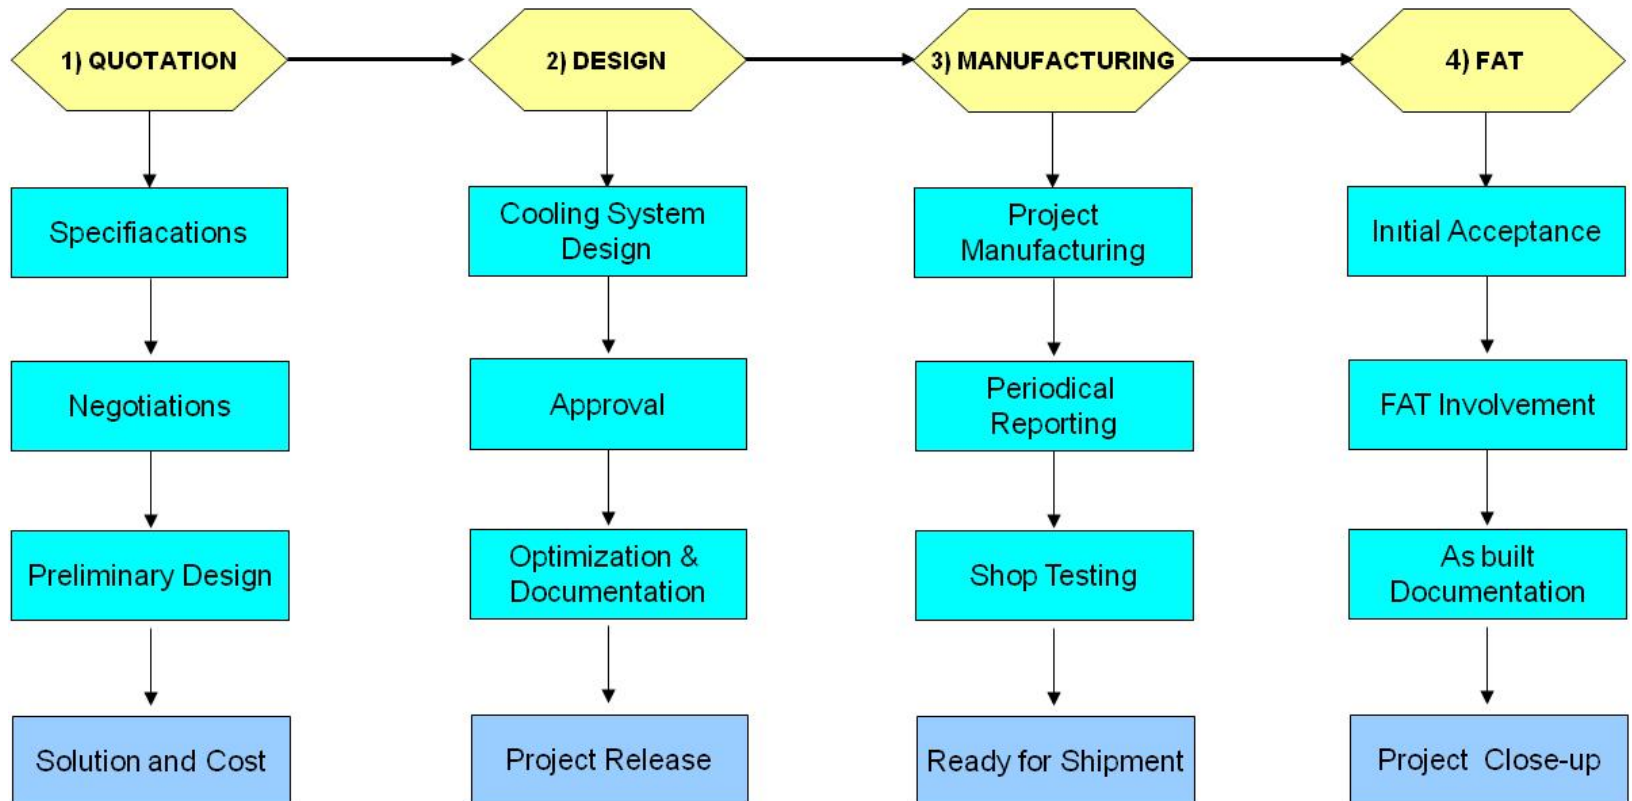 1) QUOTATION
2) DESIGN
3) MANUFACTURING
4) FAT
Specifiacations
Cooling System
Design
Project
Manufacturing
Initial Acceptance
Negotiations
Approval
Periodical
Reporting
FAT Involvement
Preliminary Design
Optimization &
Documentation
Shop Testing
As built
Documentation
Solution and Cost
Project Release
Ready for Shipment
Project Close-up